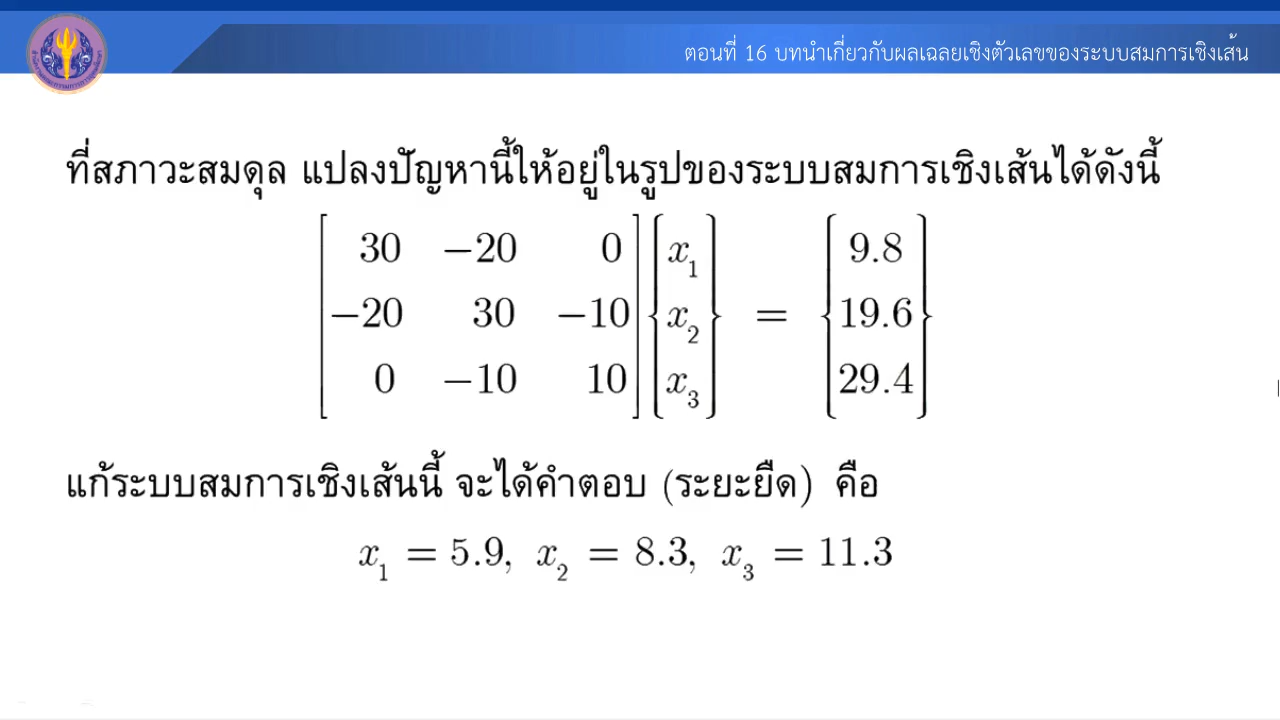 ตอนที่ 16 บทนำเกี่ยวกับผลเฉลยเชิงตัวเลขของระบบสมการเชิงเส้น
ที่สภาวะสมดุล แปลงปัญหานี้ให้อยู่ในรูปของระบบสมการเชิงเส้นได้ดังนี้
30 −20 0 x₁ 9.8
−20 30 −10 x₂ = 19.6
0 −10 10 x₃ 29.4
แก้ระบบสมการเชิงเส้นนี้ จะได้คำตอบ (ระยะยืด) คือ
x₁ = 5.9, x₂ = 8.3, x₃ = 11.3